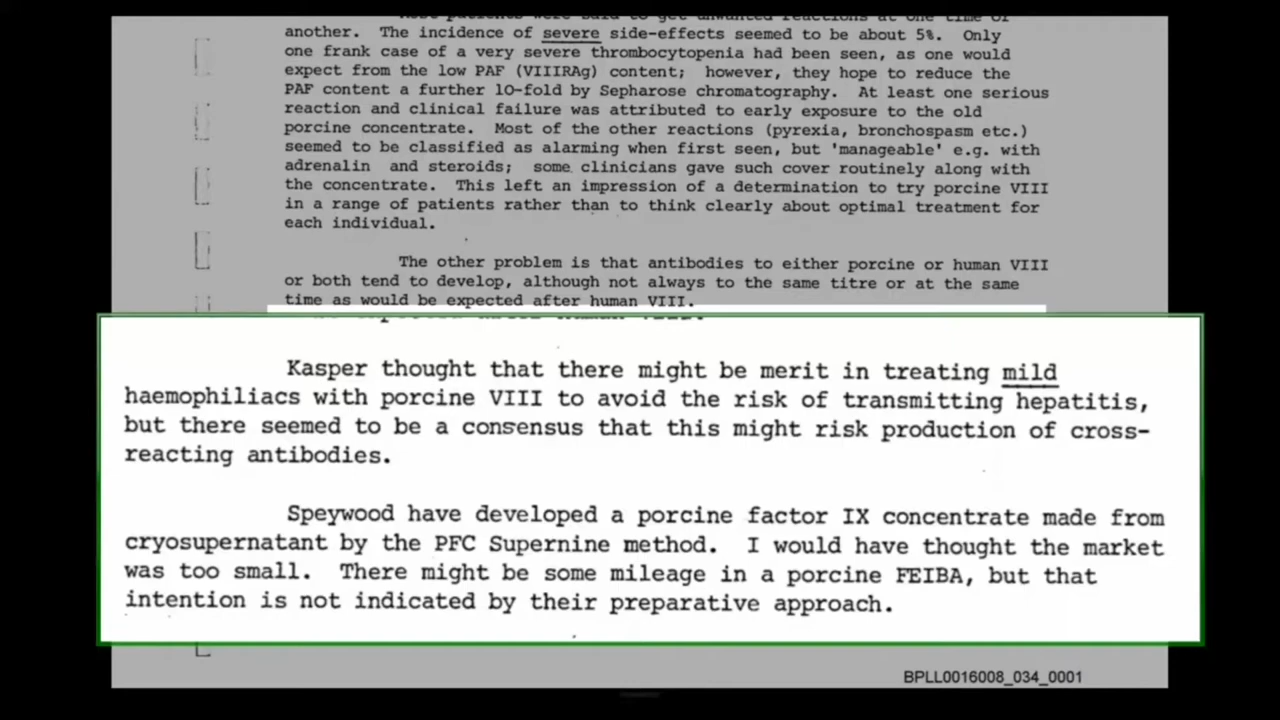 another. The incidence of severe side-effects seemed to be about 5%. Only
one frank case of a very severe thrombocytopenia had been seen, as one would
expect from the low PAF (VIIIRAg) content; however, they hope to reduce the
PAF content a further 10-fold by Sepharose chromatography. At least one serious
reaction and clinical failure was attributed to early exposure to the old
porcine concentrate. Most of the other reactions (pyrexia, bronchospasm etc.)
seemed to be classified as alarming when first seen, but 'manageable' e.g. with
adrenalin and steroids; some clinicians gave such cover routinely along with
the concentrate. This left an impression of a determination to try porcine VIII
in a range of patients rather than to think clearly about optimal treatment for
each individual.
The other problem is that antibodies to either porcine or human VIII
or both tend to develop, although not always to the same titre or at the same
time as would be expected after human VIII.
Kasper thought that there might be merit in treating mild
haemophiliacs with porcine VIII to avoid the risk of transmitting hepatitis,
but there seemed to be a consensus that this might risk production of cross-
reacting antibodies.
Speywood have developed a porcine factor IX concentrate made from
cryosupernatant by the PFC Supernine method. I would have thought the market
was too small. There might be some mileage in a porcine FEIBA, but that
intention is not indicated by their preparative approach.
BPLL0016008_034_0001